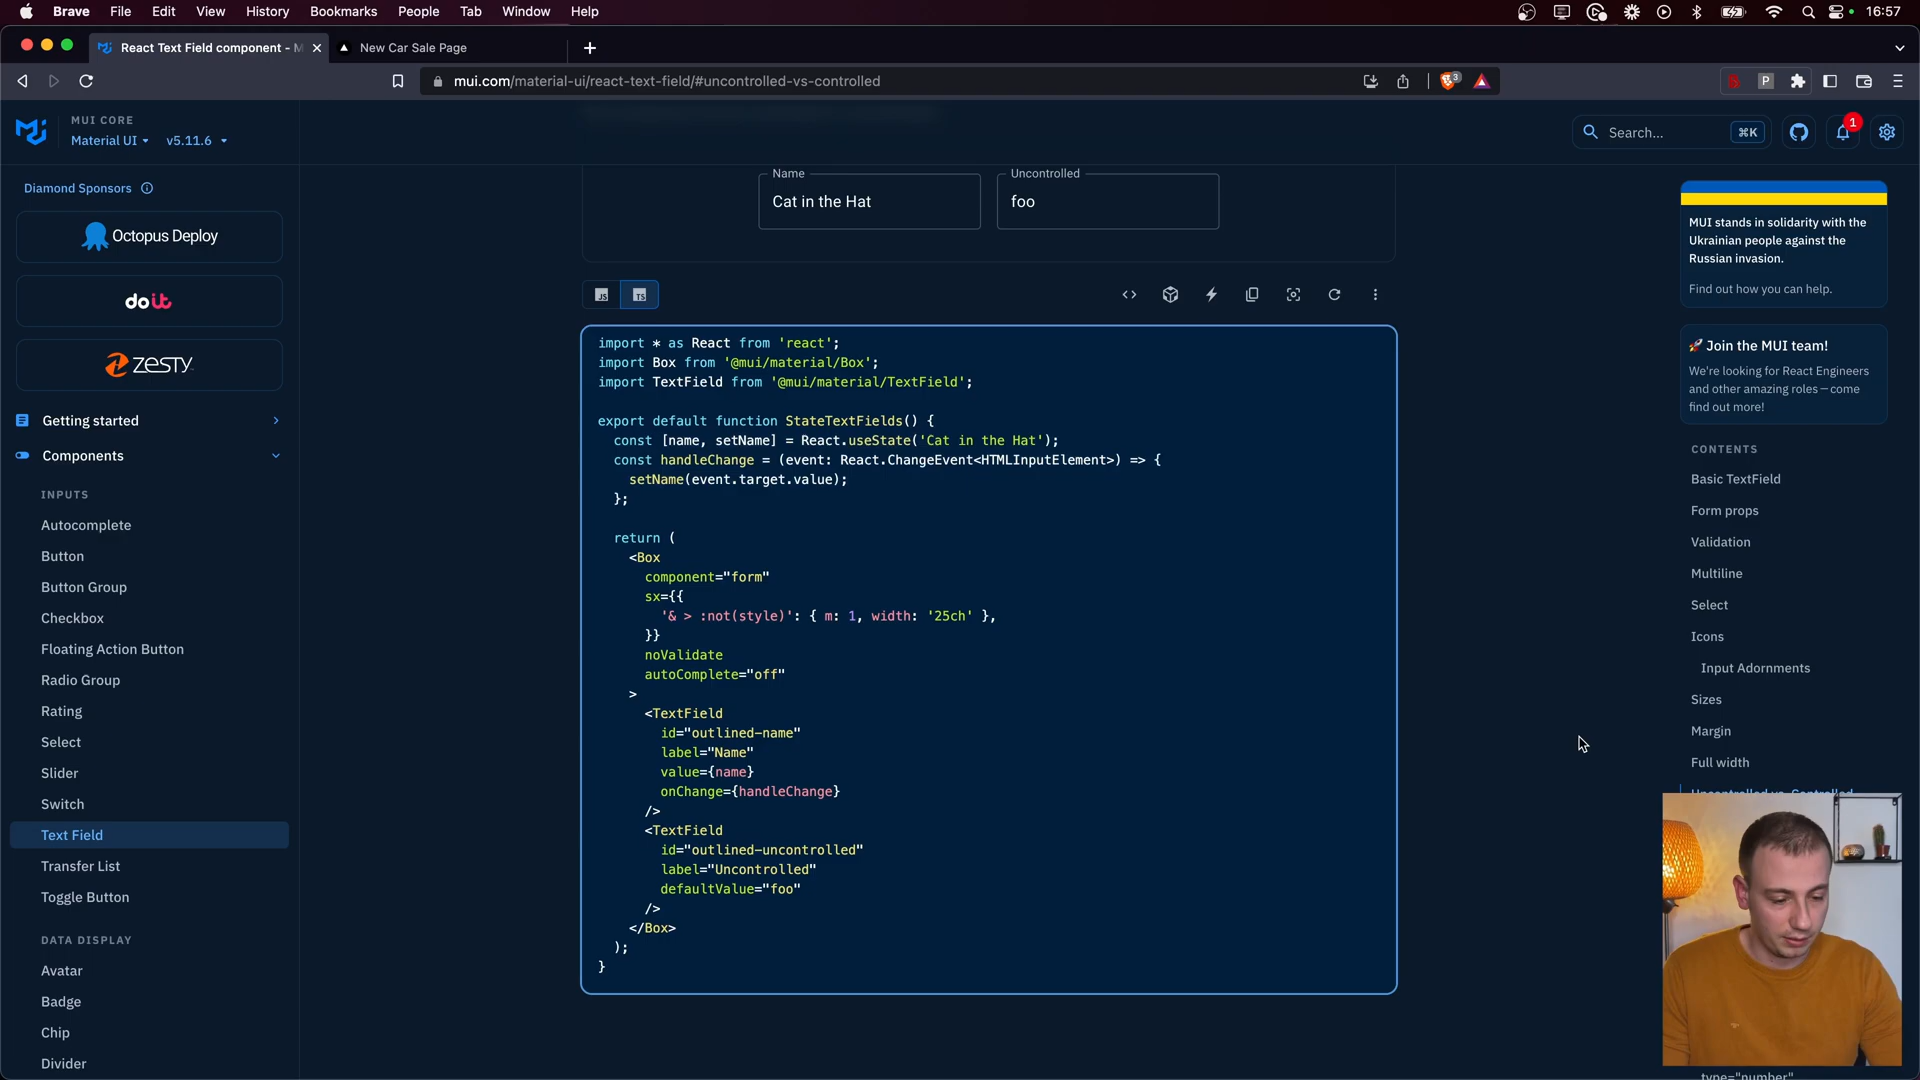 Brave File Edit View History Bookmarks People Tab Window Help 16:57
React Text Field component - M
New Car Sale Page
mui.com/material-ui/react-text-field/#uncontrolled-vs-controlled
3
MUI CORE
Material UI v5.11.6
Search... ⌘K
1
Diamond Sponsors
Octopus Deploy
doit
ZESTY
Getting started
Components
INPUTS
Autocomplete
Button
Button Group
Checkbox
Floating Action Button
Radio Group
Rating
Select
Slider
Switch
Text Field
Transfer List
Toggle Button
DATA DISPLAY
Avatar
Badge
Chip
Divider
Name
Cat in the Hat
Uncontrolled
foo
JS TS
import * as React from 'react';
import Box from '@mui/material/Box';
import TextField from '@mui/material/TextField';
export default function StateTextFields() {
const [name, setName] = React.useState('Cat in the Hat');
const handleChange = (event: React.ChangeEvent<HTMLInputElement>) => {
setName(event.target.value);
};
return (
<Box
component="form"
sx={{
'& > :not(style)': { m: 1, width: '25ch' },
}}
noValidate
autoComplete="off"
>
<TextField
id="outlined-name"
label="Name"
value={name}
onChange={handleChange}
/>
<TextField
id="outlined-uncontrolled"
label="Uncontrolled"
defaultValue="foo"
/>
</Box>
);
}
MUI stands in solidarity with the
Ukrainian people against the
Russian invasion.
Find out how you can help.
🚀 Join the MUI team!
We're looking for React Engineers
and other amazing roles—come
find out more!
CONTENTS
Basic TextField
Form props
Validation
Multiline
Select
Icons
Input Adornments
Sizes
Margin
Full width
Uncontrolled vs. Controlled
type="number"